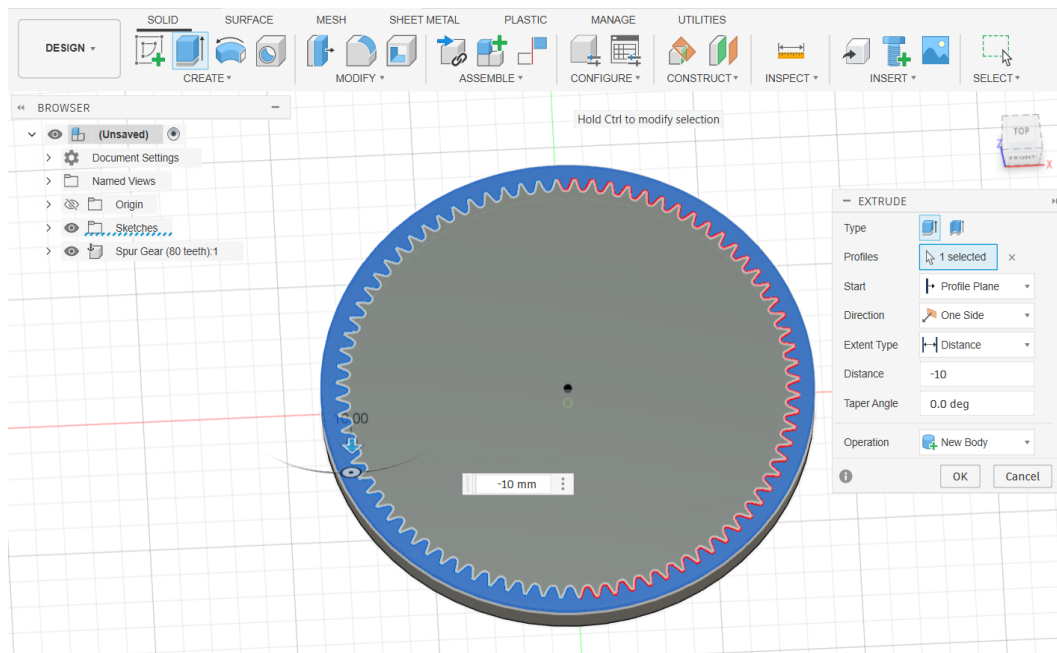 SOLID SURFACE MESH SHEET METAL PLASTIC MANAGE UTILITIES
DESIGN
CREATE MODIFY ASSEMBLE CONFIGURE CONSTRUCT INSPECT INSERT SELECT
BROWSER
(Unsaved)
Document Settings
Named Views
Origin
Sketches
Spur Gear (80 teeth):1
Hold Ctrl to modify selection
TOP
Z
X
10.00
-10 mm
EXTRUDE
Type
Profiles 1 selected
Start Profile Plane
Direction One Side
Extent Type Distance
Distance -10
Taper Angle 0.0 deg
Operation New Body
OK Cancel